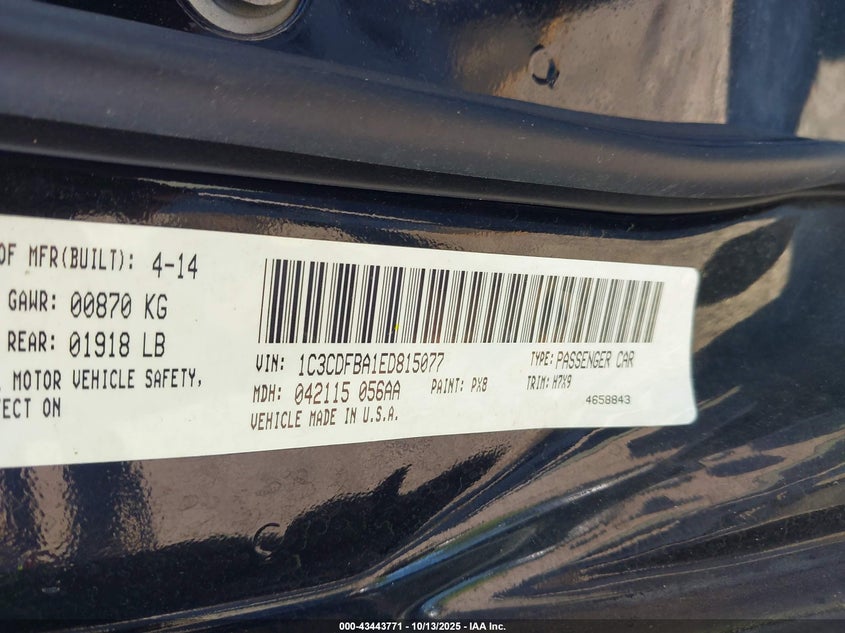 OF MFR(BUILT): 4-14
GAWR: 00870 KG
REAR: 01918 LB
MOTOR VEHICLE SAFETY,
FECT ON
VIN: 1C3CDFBA1ED815077
TYPE: PASSENGER CAR
MDH: 042115 056AA
PAINT: PX8
TRIM: H7X9
VEHICLE MADE IN U.S.A.
4658843
000-43443771 - 10/13/2025 - IAA Inc.